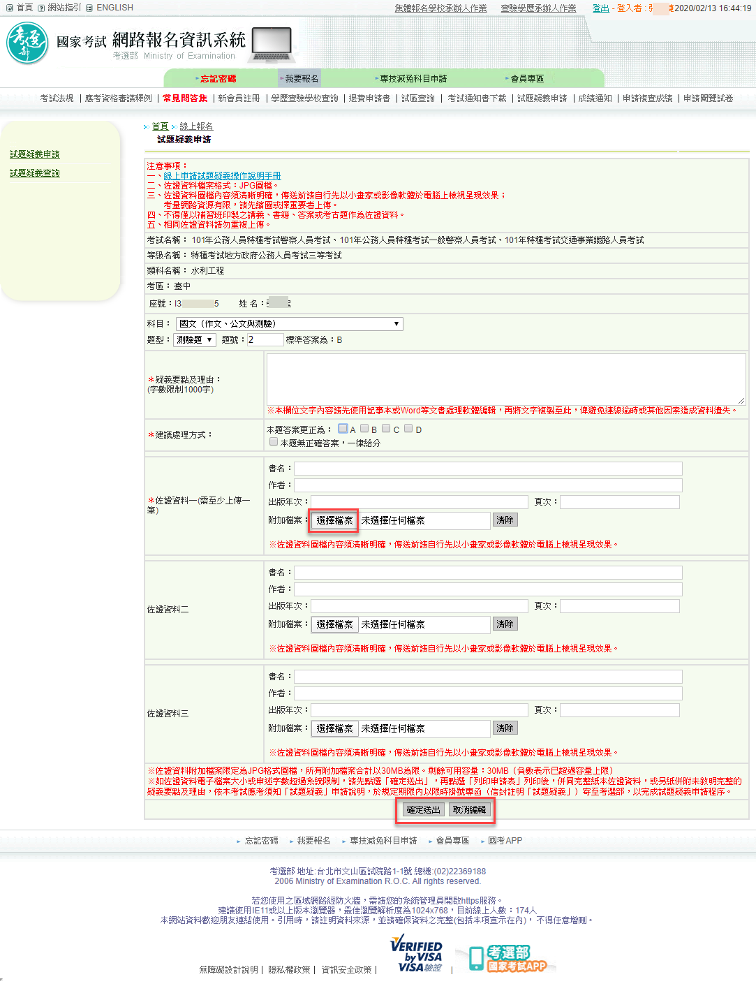 首頁 網站指引 ENGLISH 集體報名學校承辦人作業 查驗學歷承辦人作業 登出 - 登入者 : 2020/02/13 16:44:19
考選部 國家考試 網路報名資訊系統
考選部 Ministry of Examination
忘記密碼 我要報名 專技減免科目申請 會員專區
考試法規 | 應考資格審議釋例 | 常見問答集 | 新會員註冊 | 學歷查驗學校查詢 | 退費申請書 | 試區查詢 | 考試通知書下載 | 試題疑義申請 | 成績通知 | 申請複查成績 | 申請閱覽試卷
首頁 線上報名
試題疑義申請
試題疑義申請
試題疑義查詢
注意事項：
一、線上申請試題疑義操作說明手冊
二、佐證資料檔案格式：JPG圖檔。
三、佐證資料圖檔內容須清晰明確，傳送前請自行先以小畫家或影像軟體於電腦上檢視呈現效果；
考量網路資源有限，請先縮圖或擇重要者上傳。
四、不得僅以補習班印製之講義、書籍、答案或考古題作為佐證資料。
五、相同佐證資料請勿重複上傳。
考試名稱： 101年公務人員特種考試警察人員考試、101年公務人員特種考試一般警察人員考試、101年特種考試交通事業鐵路人員考試
等級名稱： 特種考試地方政府公務人員考試三等考試
類科名稱： 水利工程
考區： 臺中
座號：I3 5 姓 名：
科目： 國文（作文、公文與測驗）
題型： 測驗題 題號：2 標準答案為：B
＊疑義要點及理由：
(字數限制1000字)
※本欄位文字內容請先使用記事本或Word等文書處理軟體編輯，再將文字複製至此，俾避免連線逾時或其他因素造成資料遺失。
＊建議處理方式：
本題答案更正為： A B C D
本題無正確答案，一律給分
＊佐證資料一(需至少上傳一
筆)
書名：
作者：
出版年次： 頁次：
附加檔案： 選擇檔案 未選擇任何檔案 清除
※佐證資料圖檔內容須清晰明確，傳送前請自行先以小畫家或影像軟體於電腦上檢視呈現效果。
佐證資料二
書名：
作者：
出版年次： 頁次：
附加檔案： 選擇檔案 未選擇任何檔案 清除
※佐證資料圖檔內容須清晰明確，傳送前請自行先以小畫家或影像軟體於電腦上檢視呈現效果。
佐證資料三
書名：
作者：
出版年次： 頁次：
附加檔案： 選擇檔案 未選擇任何檔案 清除
※佐證資料圖檔內容須清晰明確，傳送前請自行先以小畫家或影像軟體於電腦上檢視呈現效果。
※佐證資料附加檔案限定為JPG格式圖檔，所有附加檔案合計以30MB為限。剩餘可用容量：30MB（負數表示已超過容量上限）
※如佐證資料電子檔案大小或申述字數超過系統限制，請先點選「確定送出」，再點選「列印申請表」列印後，併同完整紙本佐證資料，或另紙併附未敘明完整的
疑義要點及理由，依本考試應考須知「試題疑義」申請說明，於規定期限內以限時掛號專函（信封註明「試題疑義」）寄至考選部，以完成試題疑義申請程序。
確定送出 取消編輯
忘記密碼 我要報名 專技減免科目申請 會員專區 國考APP
考選部 地址:台北市文山區試院路1-1號 總機:(02)22369188
2006 Ministry of Examination R.O.C. All rights reserved.
若您使用之區域網路經防火牆，需請您的系統管理員開啟https服務。
建議使用IE11或以上版本瀏覽器，最佳瀏覽解析度為1024x768，目前線上人數：174人
本網站資料歡迎朋友連結使用。引用時，請註明資料來源，並請確保資料之完整(包括本項宣示在內)， 不得任意增刪。
無障礙設計說明 | 隱私權政策 | 資訊安全政策 | VERIFIED by VISA VISA驗證 | 考選部 國家考試APP